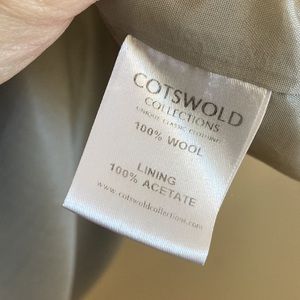 COTSWOLD
COLLECTIONS
UNIQUE CLASSIC CLOTHING
100% WOOL
LINING
100% ACETATE
www.cotswoldcollections.com